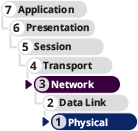 7 Application
6 Presentation
5 Session
4 Transport
3 Network
2 Data Link
1 Physical